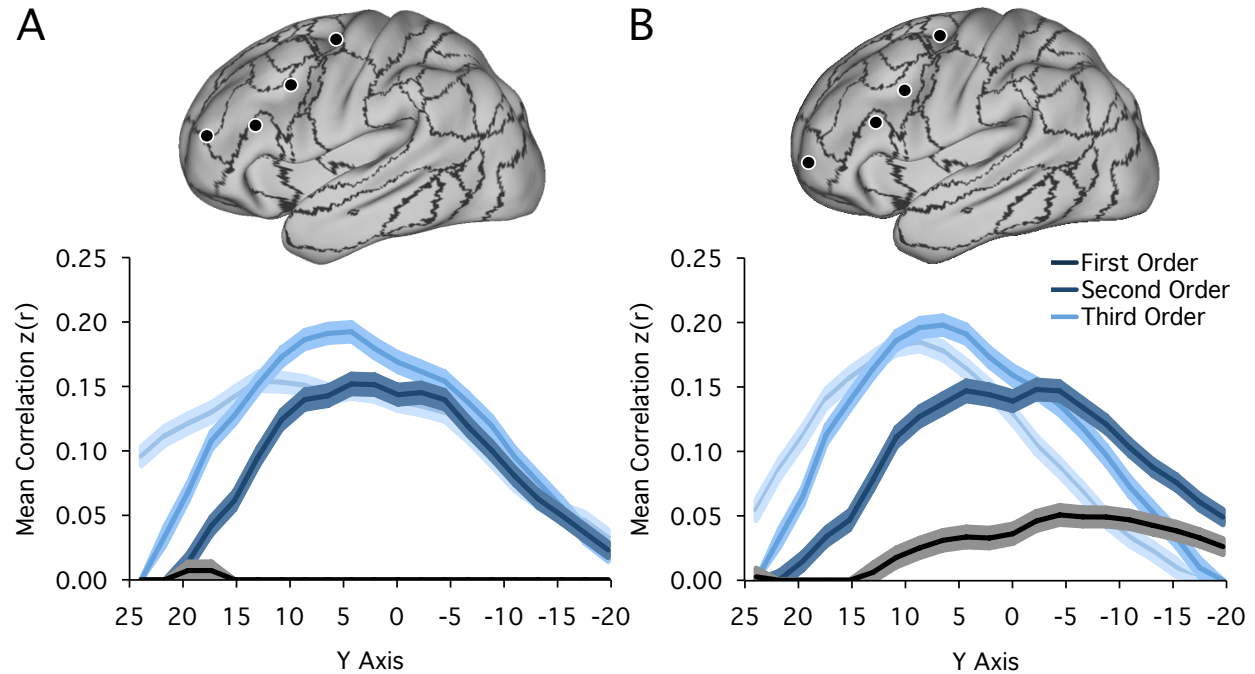 A
B
0.25
0.20
0.15
0.10
0.05
0.00
Mean Correlation z(r)
25 20 15 10 5 0 -5 -10 -15 -20
Y Axis
0.25
0.20
0.15
0.10
0.05
0.00
Mean Correlation z(r)
First Order
Second Order
Third Order
25 20 15 10 5 0 -5 -10 -15 -20
Y Axis